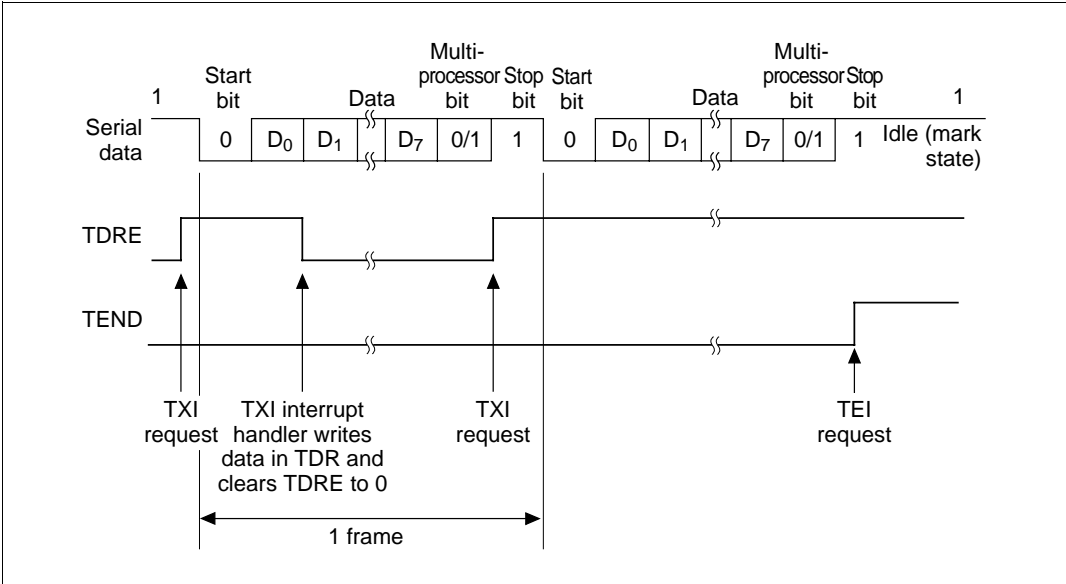 Multi-
processor
bit
Stop
bit
Start
bit
Multi-
processor
bit
Stop
bit
1
Start
bit
Data
Data
1
Serial
data
0
D0
D1
D7
0/1
1
0
D0
D1
D7
0/1
1
Idle (mark
state)
TDRE
TEND
TXI
request
TXI interrupt
handler writes
data in TDR and
clears TDRE to 0
TXI
request
TEI
request
1 frame